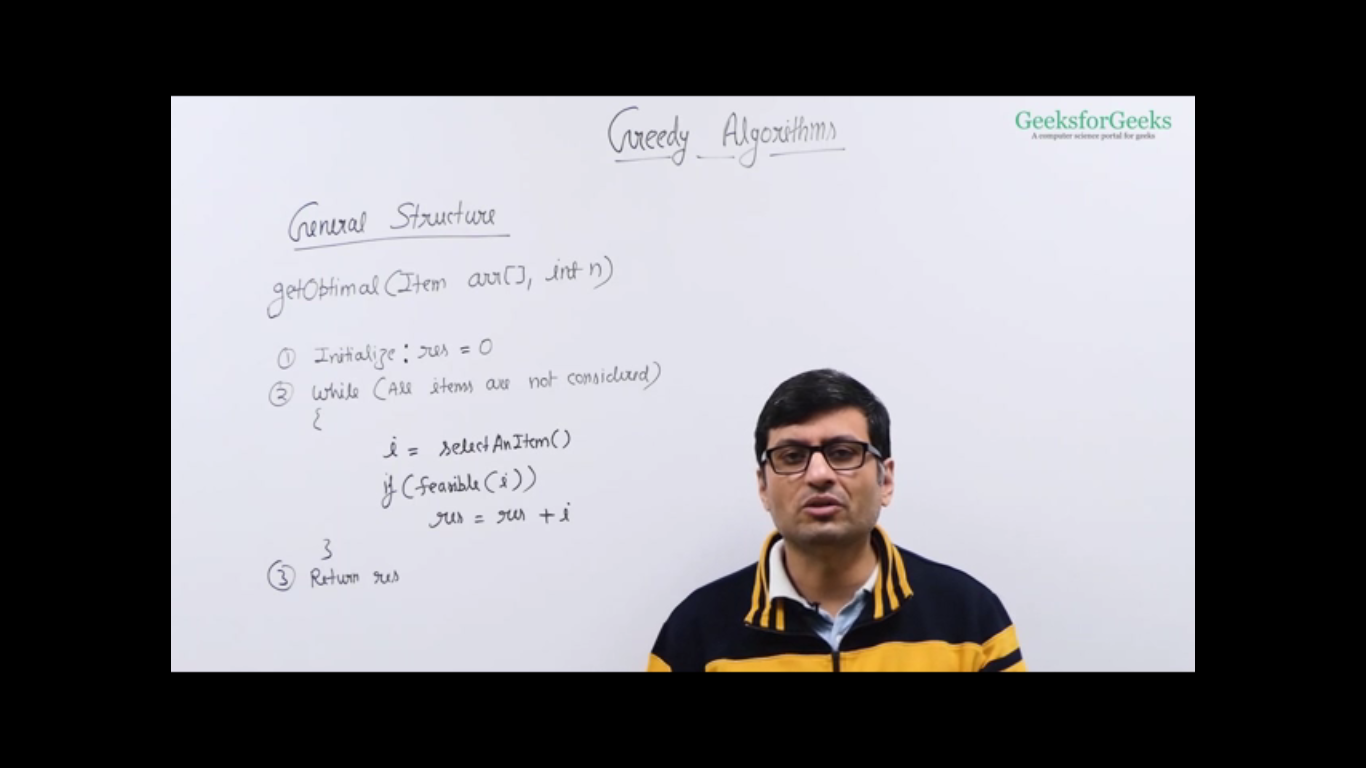 Greedy Algorithms
GeeksforGeeks
A computer science portal for geeks
General Structure
getOptimal(Item arr[], int n)
① Initialize: res = 0
② while (All items are not considered)
{
i = selectAnItem()
if (feasible(i))
res = res + i
}
③ Return res